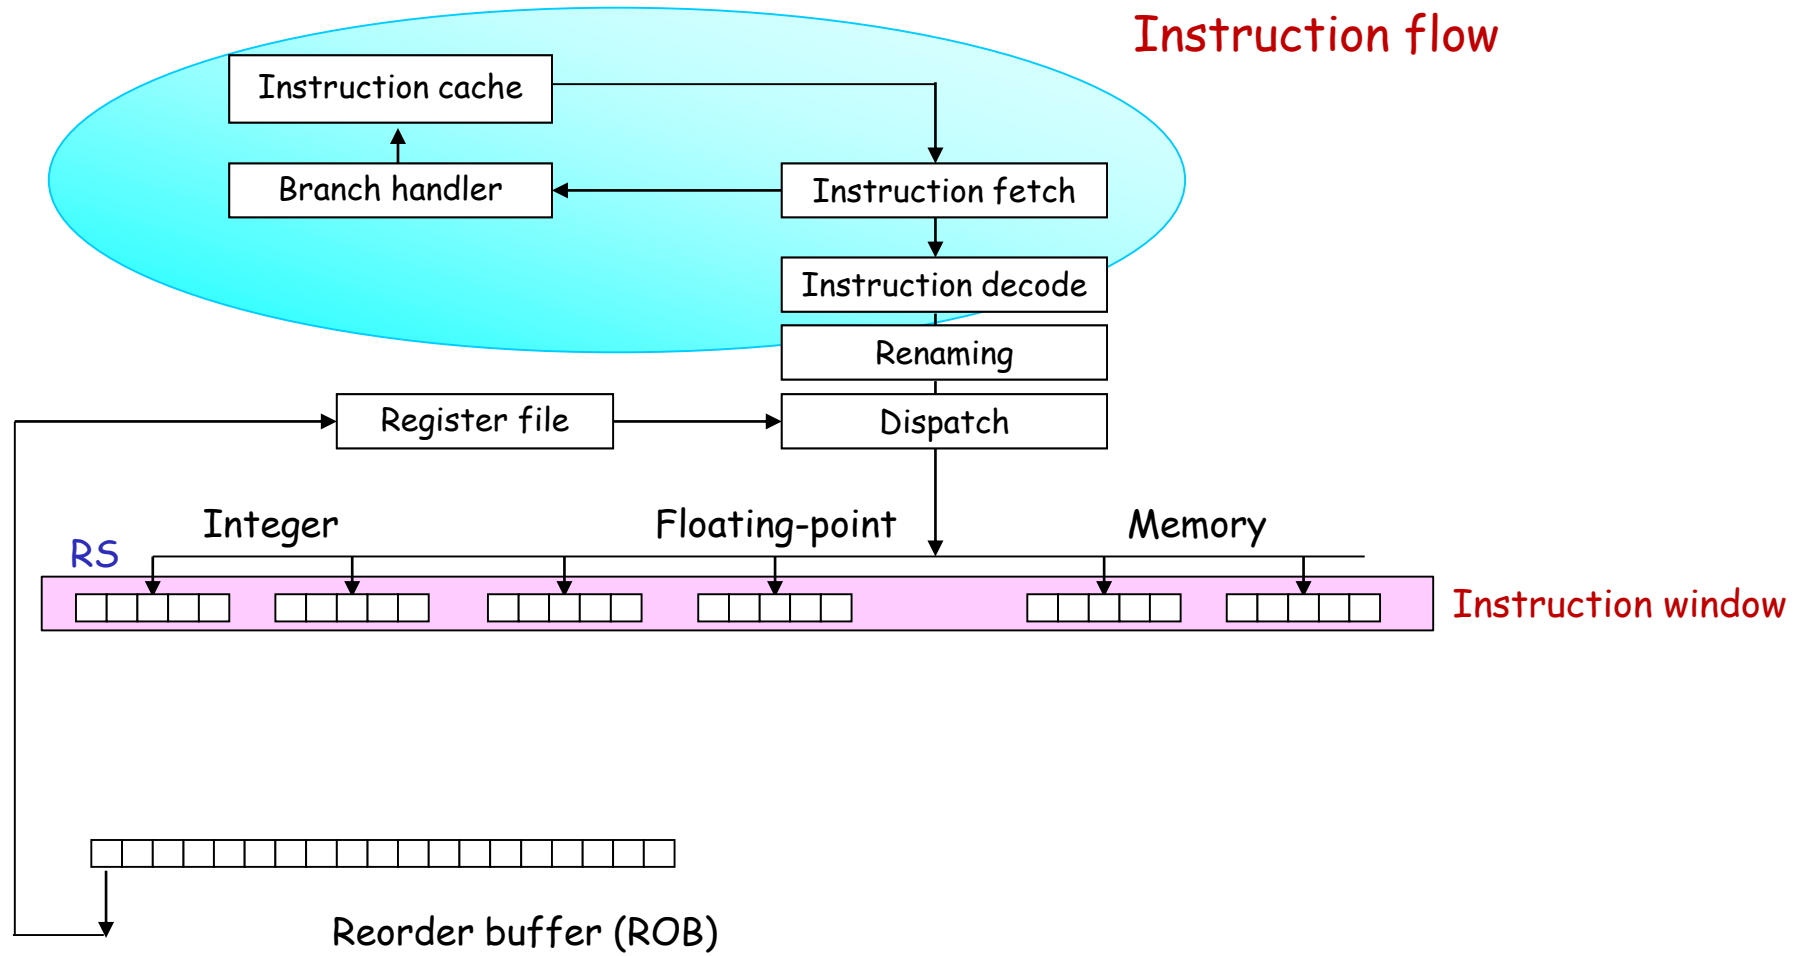 Instruction flow
Instruction cache
Branch handler
Instruction fetch
Instruction decode
Renaming
Register file
Dispatch
Integer
Floating-point
Memory
RS
Instruction window
Reorder buffer (ROB)